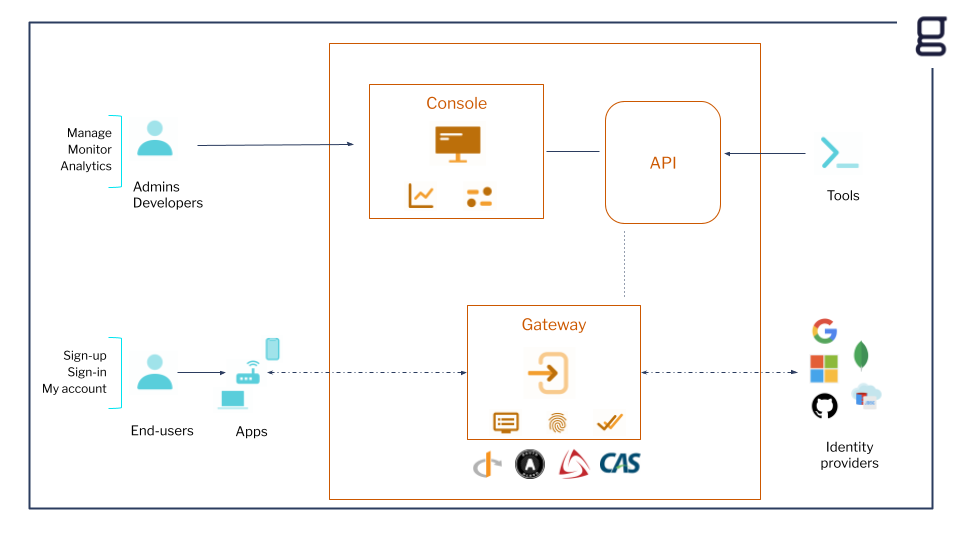 Console
Manage
Monitor
Analytics
Admins
Developers
API
Tools
Gateway
Sign-up
Sign-in
My account
End-users
Apps
A
CAS
Identity
providers